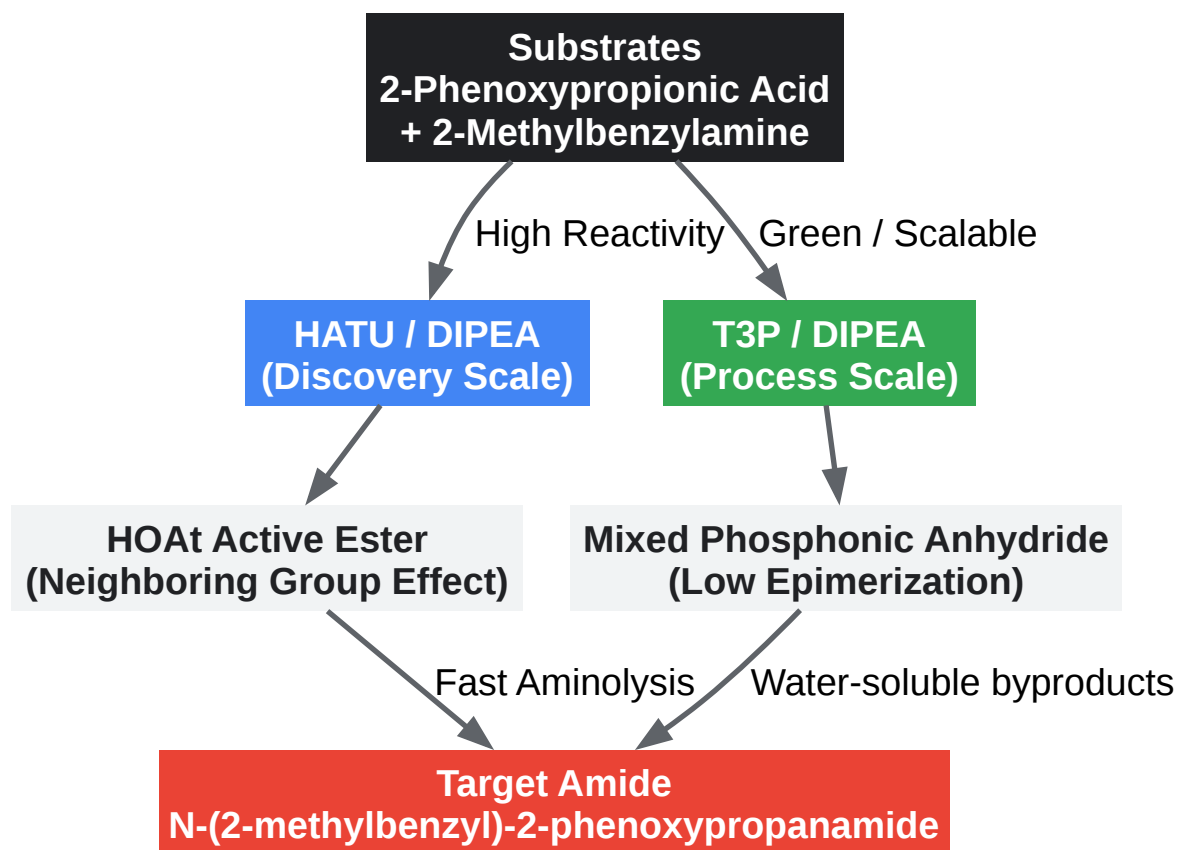 Substrates
2-Phenoxypropionic Acid
+ 2-Methylbenzylamine
High Reactivity
Green / Scalable
HATU / DIPEA
(Discovery Scale)
T3P / DIPEA
(Process Scale)
HOAt Active Ester
(Neighboring Group Effect)
Mixed Phosphonic Anhydride
(Low Epimerization)
Fast Aminolysis
Water-soluble byproducts
Target Amide
N-(2-methylbenzyl)-2-phenoxypropanamide